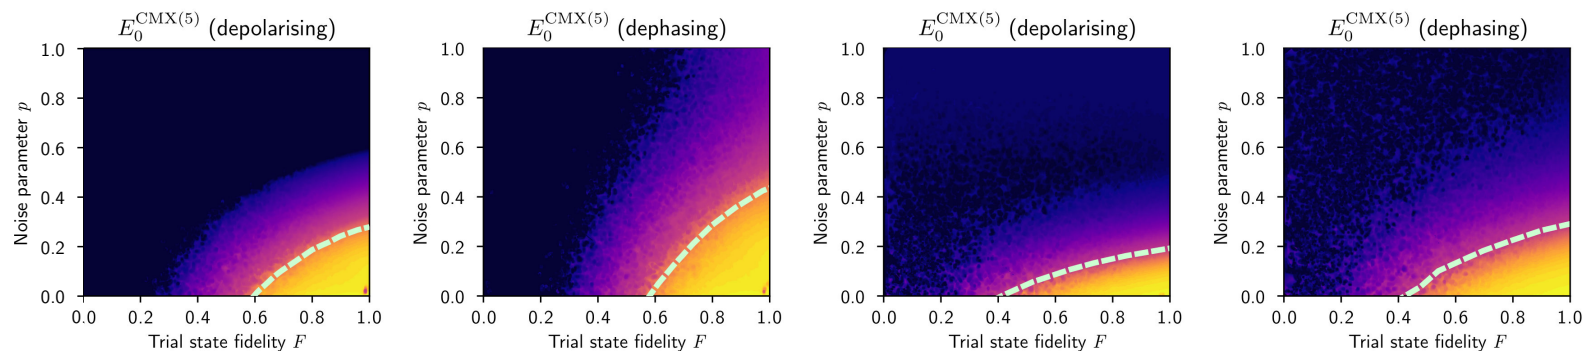 E_0^CMX(5) (depolarising)
1.0
0.8
0.6
0.4
0.2
0.0
Noise parameter p
0.0 0.2 0.4 0.6 0.8 1.0
Trial state fidelity F
E_0^CMX(5) (dephasing)
1.0
0.8
0.6
0.4
0.2
0.0
Noise parameter p
0.0 0.2 0.4 0.6 0.8 1.0
Trial state fidelity F
E_0^CMX(5) (depolarising)
1.0
0.8
0.6
0.4
0.2
0.0
Noise parameter p
0.0 0.2 0.4 0.6 0.8 1.0
Trial state fidelity F
E_0^CMX(5) (dephasing)
1.0
0.8
0.6
0.4
0.2
0.0
Noise parameter p
0.0 0.2 0.4 0.6 0.8 1.0
Trial state fidelity F